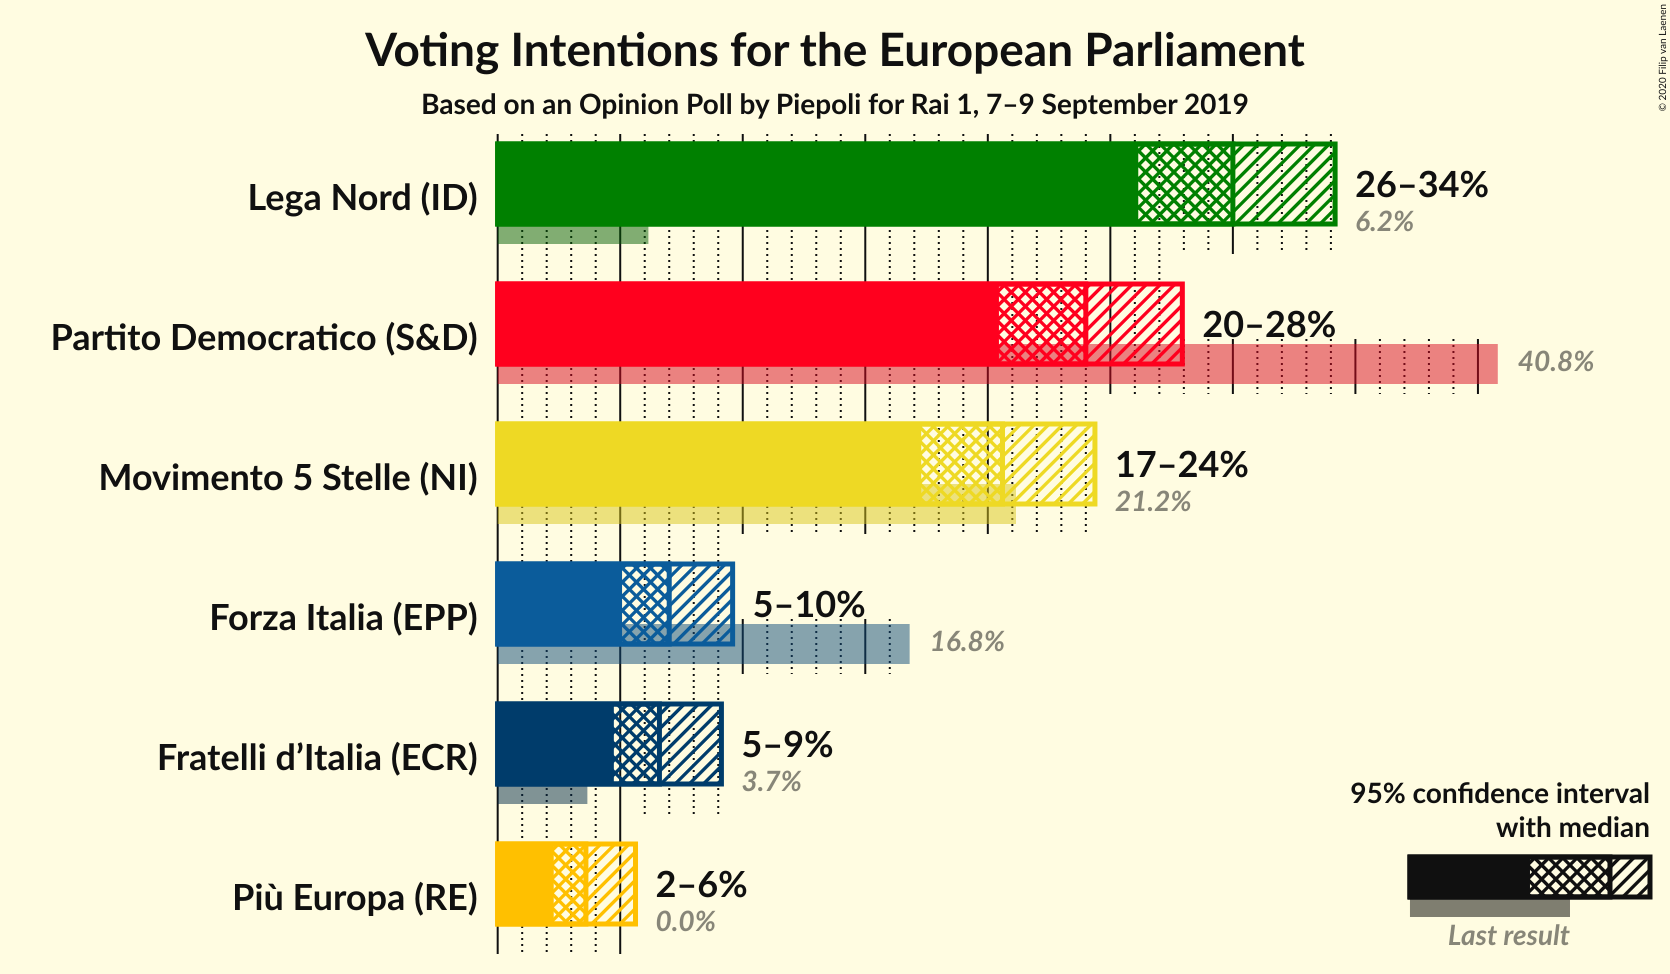 Voting Intentions for the European Parliament
Based on an Opinion Poll by Piepoli for Rai 1, 7–9 September 2019
© 2020 Filip van Laenen
Lega Nord (ID)
26–34%
6.2%
Partito Democratico (S&D)
20–28%
40.8%
Movimento 5 Stelle (NI)
17–24%
21.2%
Forza Italia (EPP)
5–10%
16.8%
Fratelli d’Italia (ECR)
5–9%
3.7%
Più Europa (RE)
2–6%
0.0%
95% confidence interval
with median
Last result